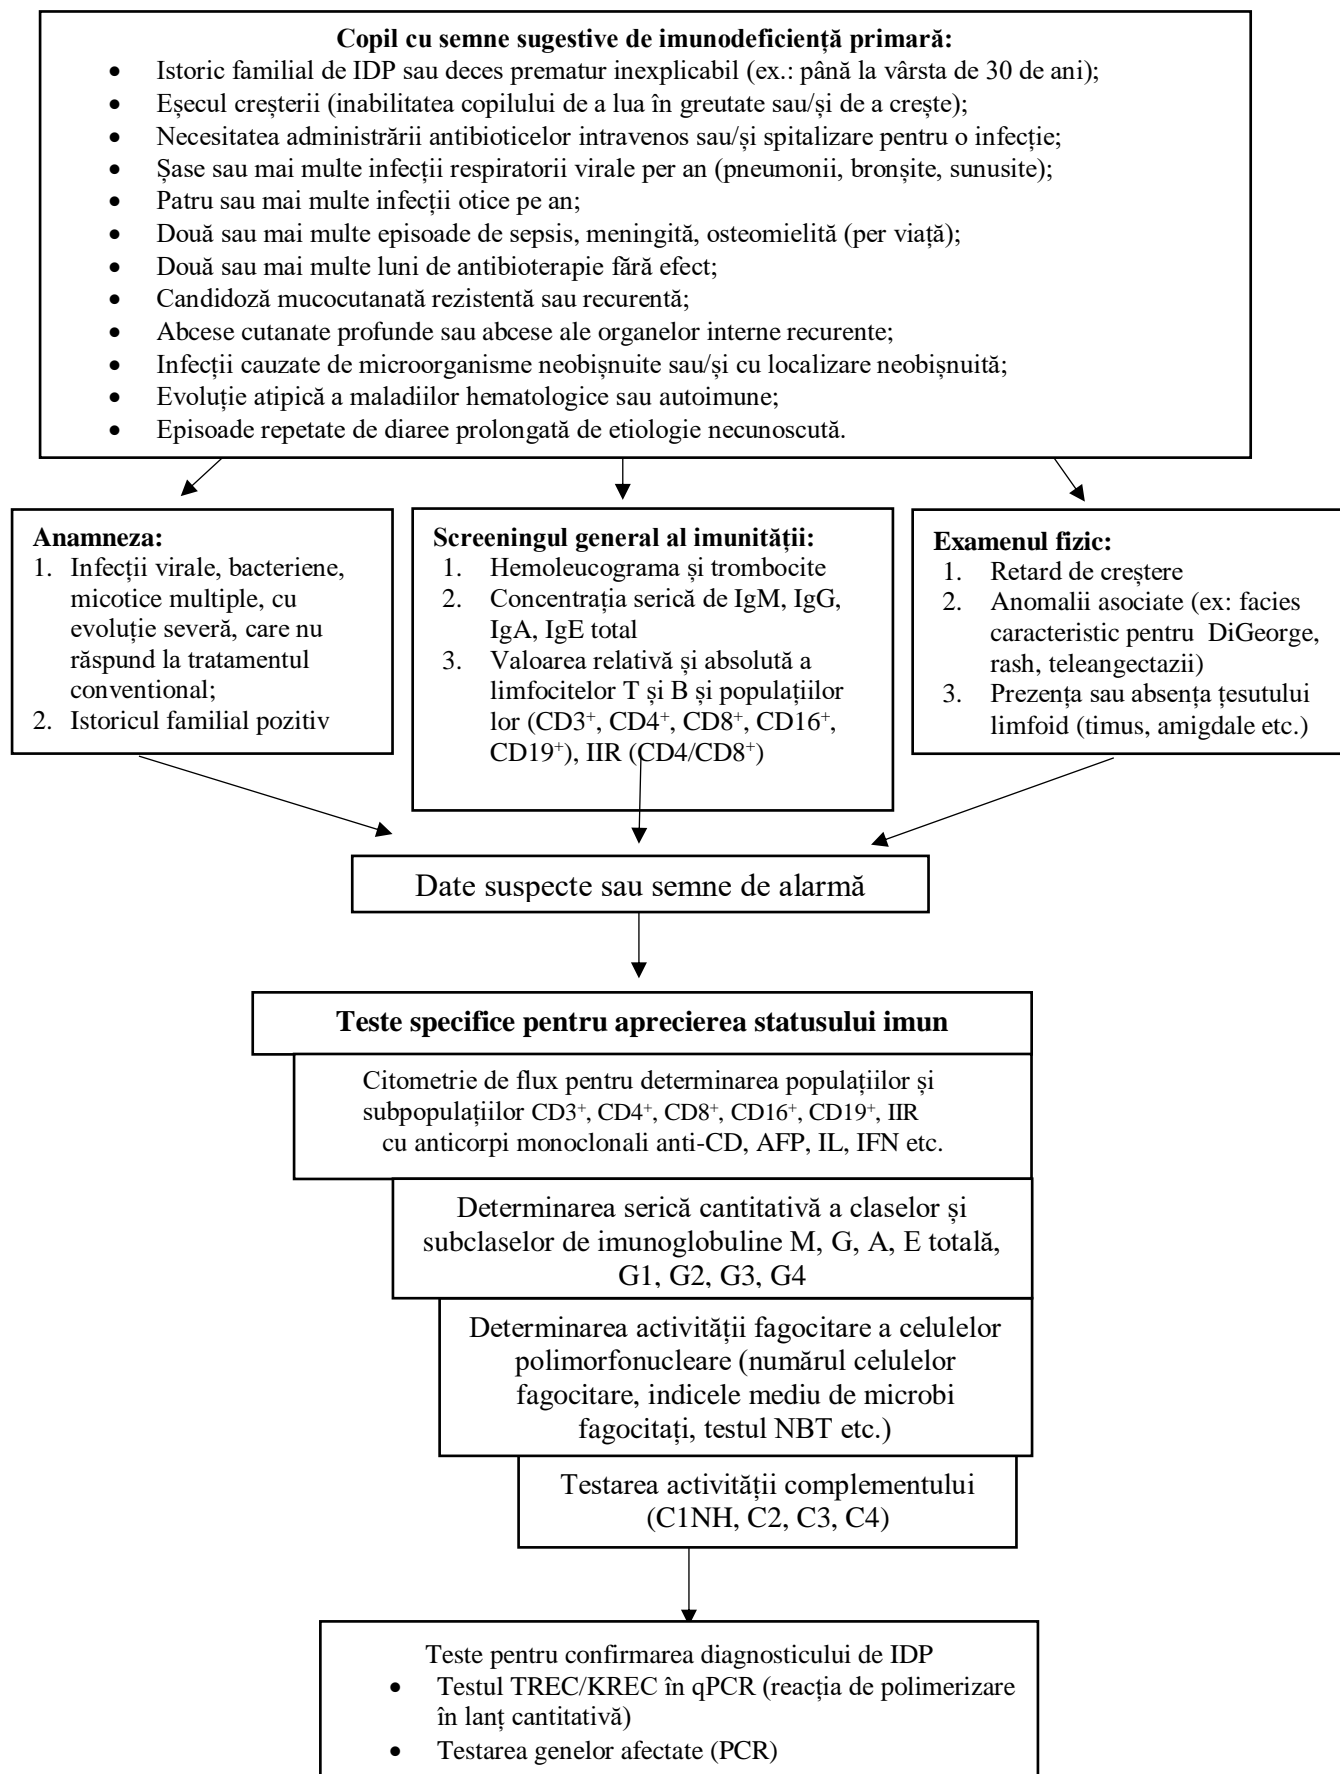 Copil cu semne sugestive de imunodeficiență primară:
• Istoric familial de IDP sau deces prematur inexplicabil (ex.: până la vârsta de 30 de ani);
• Eșecul creșterii (inabilitatea copilului de a lua în greutate sau/și de a crește);
• Necesitatea administrării antibioticelor intravenos sau/și spitalizare pentru o infecție;
• Șase sau mai multe infecții respiratorii virale per an (pneumonii, bronșite, sunusite);
• Patru sau mai multe infecții otice pe an;
• Două sau mai multe episoade de sepsis, meningită, osteomielită (per viață);
• Două sau mai multe luni de antibioterapie fără efect;
• Candidoză mucocutanată rezistentă sau recurentă;
• Abcese cutanate profunde sau abcese ale organelor interne recurente;
• Infecții cauzate de microorganisme neobișnuite sau/și cu localizare neobișnuită;
• Evoluție atipică a maladiilor hematologice sau autoimune;
• Episoade repetate de diaree prolongată de etiologie necunoscută.
Anamneza:
1. Infecții virale, bacteriene,
micotice multiple, cu
evoluție severă, care nu
răspund la tratamentul
conventional;
2. Istoricul familial pozitiv
Screeningul general al imunității:
1. Hemoleucograma și trombocite
2. Concentrația serică de IgM, IgG,
IgA, IgE total
3. Valoarea relativă și absolută a
limfocitelor T și B și populațiilor
lor (CD3⁺, CD4⁺, CD8⁺, CD16⁺,
CD19⁺), IIR (CD4/CD8⁺)
Examenul fizic:
1. Retard de creștere
2. Anomalii asociate (ex: facies
caracteristic pentru DiGeorge,
rash, teleangectazii)
3. Prezența sau absența țesutului
limfoid (timus, amigdale etc.)
Date suspecte sau semne de alarmă
Teste specifice pentru aprecierea statusului imun
Citometrie de flux pentru determinarea populațiilor și
subpopulațiilor CD3⁺, CD4⁺, CD8⁺, CD16⁺, CD19⁺, IIR
cu anticorpi monoclonali anti-CD, AFP, IL, IFN etc.
Determinarea serică cantitativă a claselor și
subclaselor de imunoglobuline M, G, A, E totală,
G1, G2, G3, G4
Determinarea activității fagocitare a celulelor
polimorfonucleare (numărul celulelor
fagocitare, indicele mediu de microbi
fagocitați, testul NBT etc.)
Testarea activității complementului
(C1NH, C2, C3, C4)
Teste pentru confirmarea diagnosticului de IDP
• Testul TREC/KREC în qPCR (reacția de polimerizare
în lanț cantitativă)
• Testarea genelor afectate (PCR)